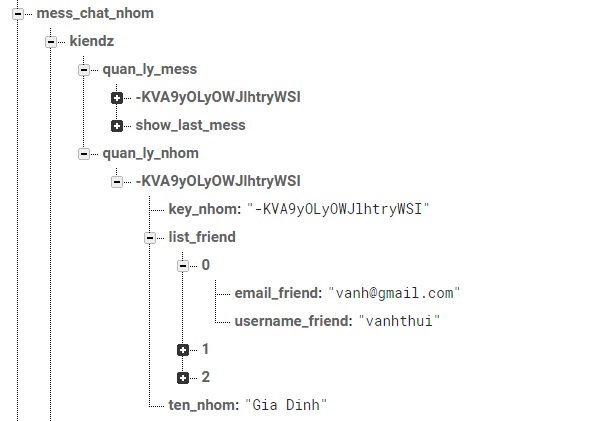 mess_chat_nhom
kiendz
quan_ly_mess
-KVA9yOLyOWJlhtryWSI
show_last_mess
quan_ly_nhom
-KVA9yOLyOWJlhtryWSI
key_nhom: "-KVA9yOLyOWJlhtryWSI"
list_friend
0
email_friend: "vanh@gmail.com"
username_friend: "vanhthui"
1
2
ten_nhom: "Gia Dinh"